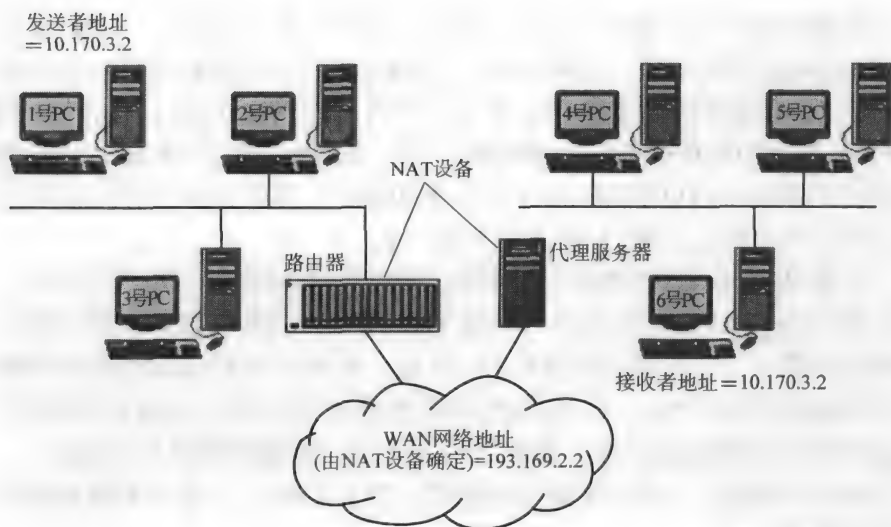 发送者地址
=10.170.3.2
1号PC
2号PC
4号PC
5号PC
NAT设备
路由器
代理服务器
3号PC
6号PC
接收者地址=10.170.3.2
WAN网络地址
(由NAT设备确定)=193.169.2.2